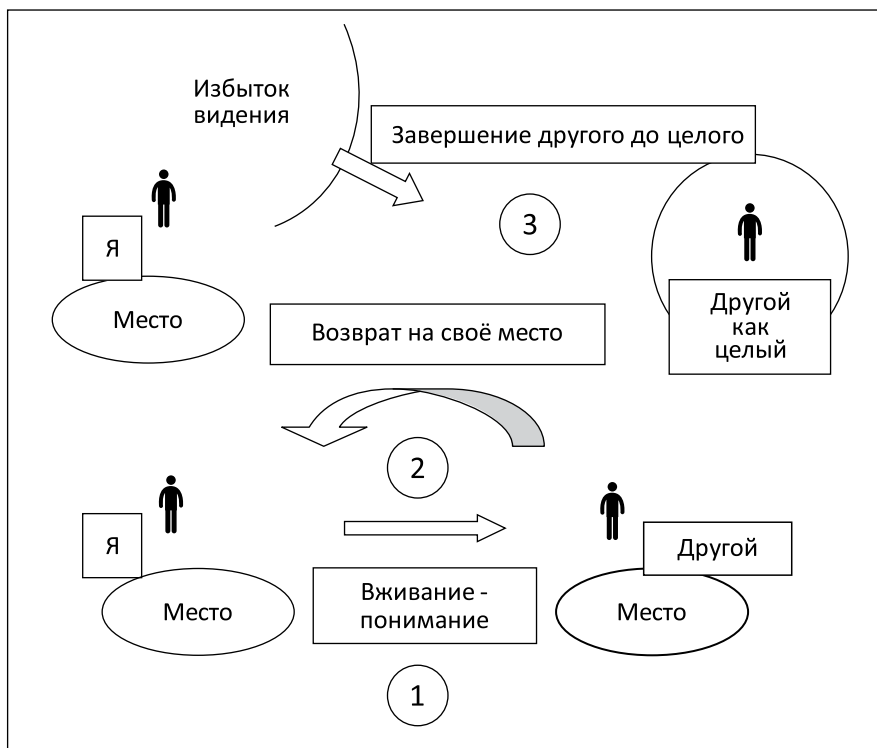 Избыток
видения
Завершение другого до целого
3
Я
Место
Другой
как
целый
Возврат на своё место
2
Я
Место
Другой
Место
Вживание -
понимание
1